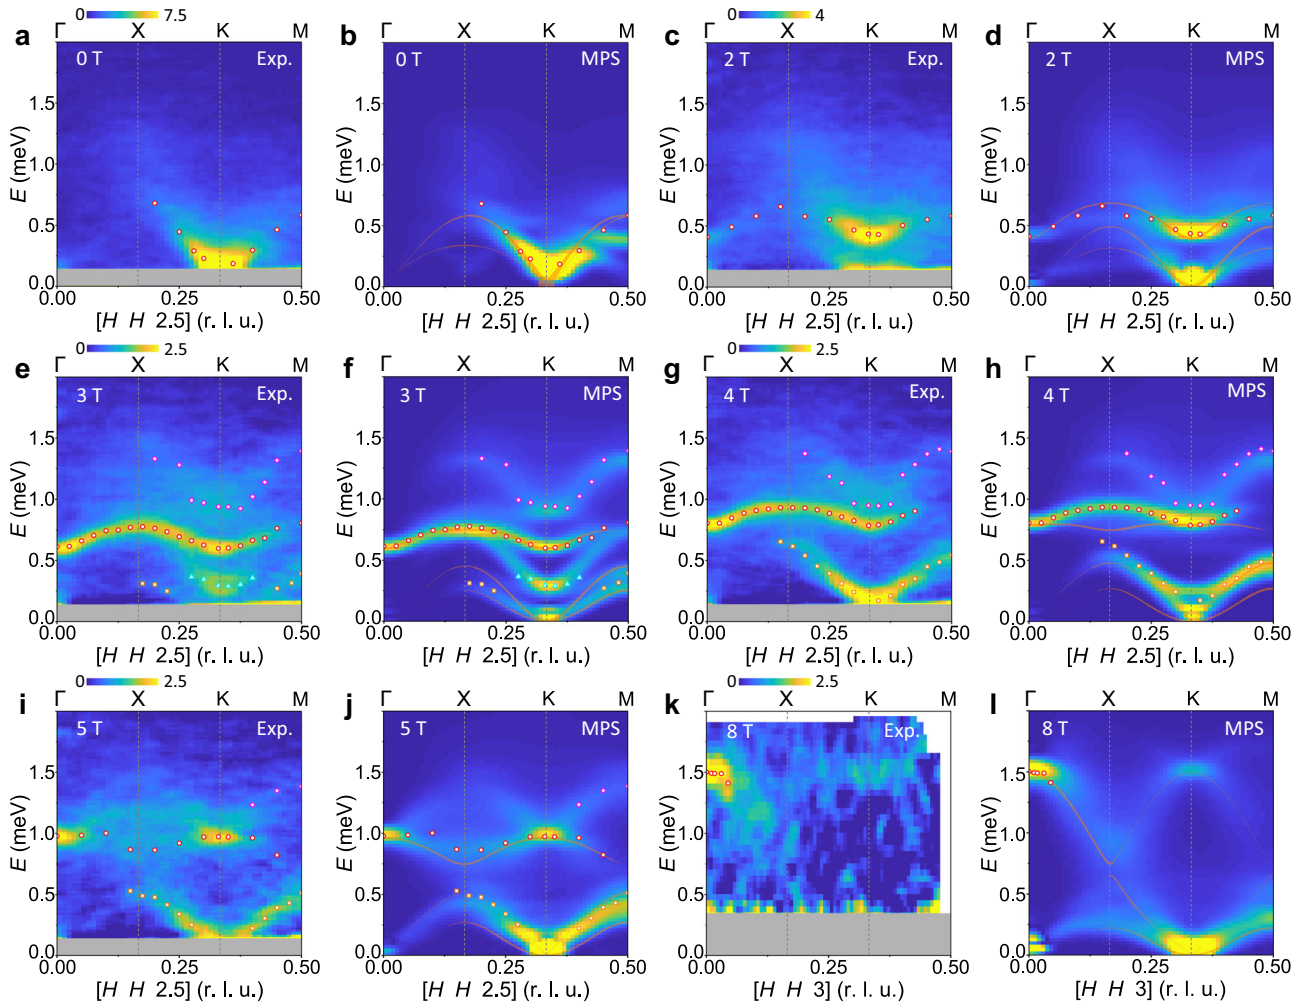 0 7.5 0 4
Γ X K M Γ X K M Γ X K M Γ X K M
a 0 T Exp. b 0 T MPS c 2 T Exp. d 2 T MPS
E (meV) 1.5 1.0 0.5 0.0 E (meV) 1.5 1.0 0.5 0.0 E (meV) 1.5 1.0 0.5 0.0 E (meV) 1.5 1.0 0.5 0.0
0.00 0.25 0.50 0.00 0.25 0.50 0.00 0.25 0.50 0.00 0.25 0.50
[H H 2.5] (r. l. u.) [H H 2.5] (r. l. u.) [H H 2.5] (r. l. u.) [H H 2.5] (r. l. u.)
0 2.5 0 2.5
Γ X K M Γ X K M Γ X K M Γ X K M
e 3 T Exp. f 3 T MPS g 4 T Exp. h 4 T MPS
E (meV) 1.5 1.0 0.5 0.0 E (meV) 1.5 1.0 0.5 0.0 E (meV) 1.5 1.0 0.5 0.0 E (meV) 1.5 1.0 0.5 0.0
0.00 0.25 0.50 0.00 0.25 0.50 0.00 0.25 0.50 0.00 0.25 0.50
[H H 2.5] (r. l. u.) [H H 2.5] (r. l. u.) [H H 2.5] (r. l. u.) [H H 2.5] (r. l. u.)
0 2.5 0 2.5
Γ X K M Γ X K M Γ X K M Γ X K M
i 5 T Exp. j 5 T MPS k 8 T Exp. l 8 T MPS
E (meV) 1.5 1.0 0.5 0.0 E (meV) 1.5 1.0 0.5 0.0 E (meV) 1.5 1.0 0.5 0.0 E (meV) 1.5 1.0 0.5 0.0
0.00 0.25 0.50 0.00 0.25 0.50 0.00 0.25 0.50 0.00 0.25 0.50
[H H 2.5] (r. l. u.) [H H 2.5] (r. l. u.) [H H 3] (r. l. u.) [H H 3] (r. l. u.)